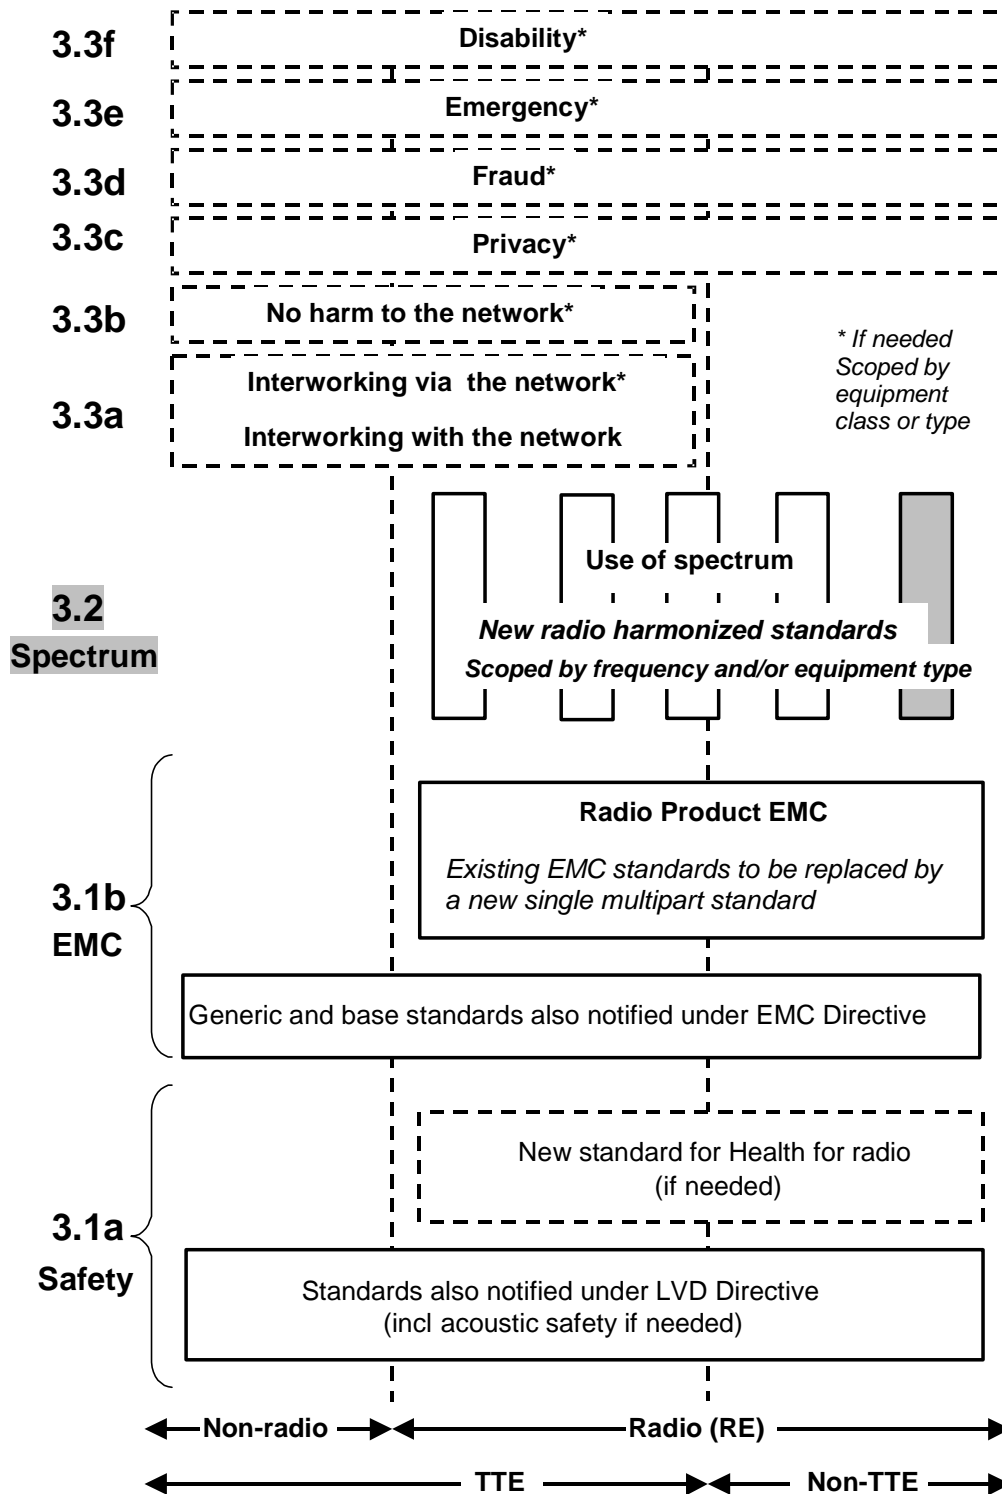 3.3f
Disability*
3.3e
Emergency*
3.3d
Fraud*
3.3c
Privacy*
3.3b
No harm to the network*
3.3a
Interworking via the network*
Interworking with the network
* If needed
Scoped by
equipment
class or type
3.2
Spectrum
Use of spectrum
New radio harmonized standards
Scoped by frequency and/or equipment type
3.1b
EMC
Radio Product EMC
Existing EMC standards to be replaced by
a new single multipart standard
Generic and base standards also notified under EMC Directive
3.1a
Safety
New standard for Health for radio
(if needed)
Standards also notified under LVD Directive
(incl acoustic safety if needed)
Non-radio
Radio (RE)
TTE
Non-TTE